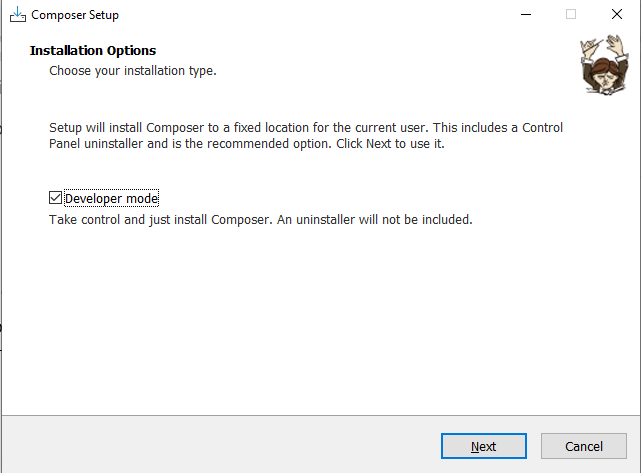 Composer Setup
Installation Options
Choose your installation type.
Setup will install Composer to a fixed location for the current user. This includes a Control
Panel uninstaller and is the recommended option. Click Next to use it.
Developer mode
Take control and just install Composer. An uninstaller will not be included.
Next
Cancel